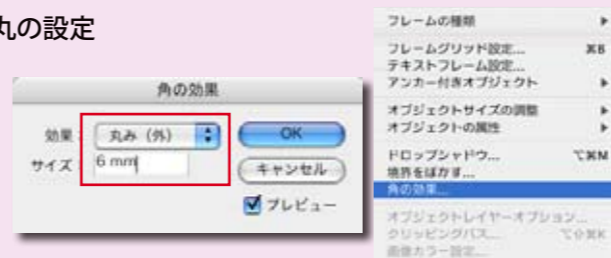 丸の設定
角の効果
効果: 丸み（外）
サイズ: 6 mm
OK
キャンセル
プレビュー
フレームの種類
フレームグリッド設定... ⌘B
テキストフレーム設定...
アンカー付きオブジェクト
オブジェクトサイズの調整
オブジェクトの属性
ドロップシャドウ... ⌥⌘M
境界をぼかす...
角の効果...
オブジェクトレイヤーオプション...
クリッピングパス... ⌥⇧⌘K
画像カラー設定...